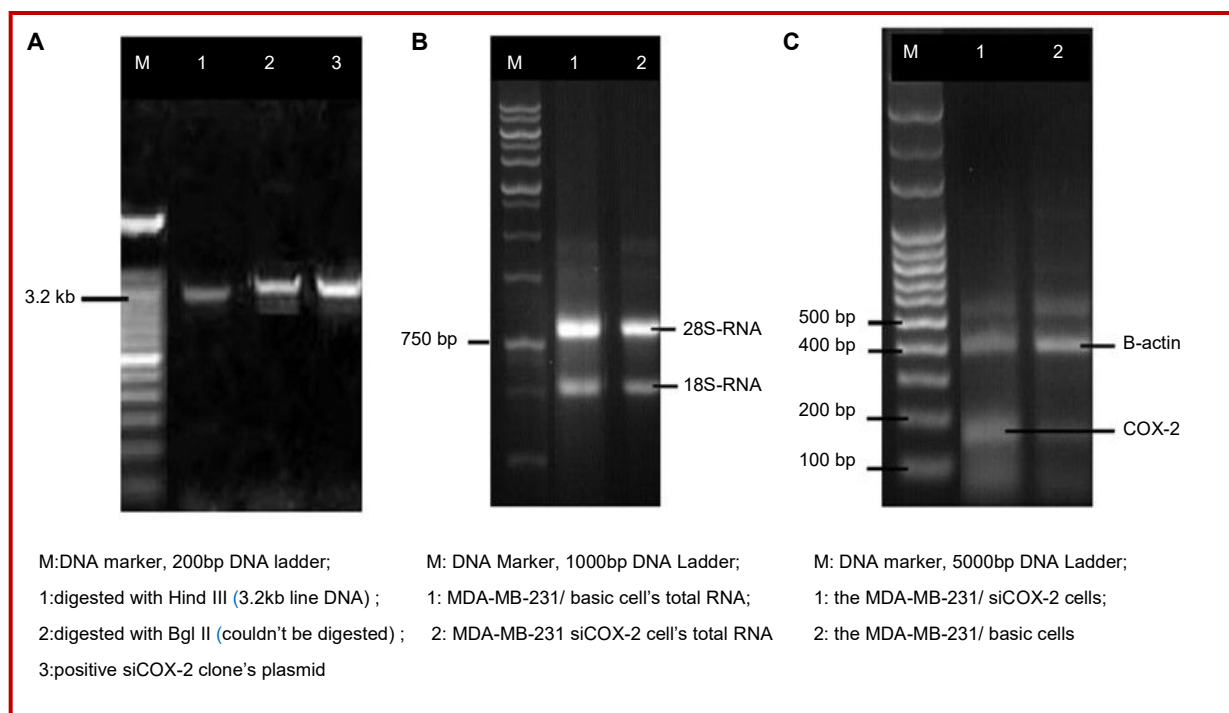 A
M 1 2 3
3.2 kb
B
M 1 2
750 bp
28S-RNA
18S-RNA
C
M 1 2
500 bp
400 bp
200 bp
100 bp
B-actin
COX-2
M:DNA marker, 200bp DNA ladder;
1:digested with Hind III (3.2kb line DNA) ;
2:digested with Bgl II (couldn't be digested) ;
3:positive siCOX-2 clone's plasmid
M: DNA Marker, 1000bp DNA Ladder;
1: MDA-MB-231/ basic cell's total RNA;
2: MDA-MB-231 siCOX-2 cell's total RNA
M: DNA marker, 5000bp DNA Ladder;
1: the MDA-MB-231/ siCOX-2 cells;
2: the MDA-MB-231/ basic cells